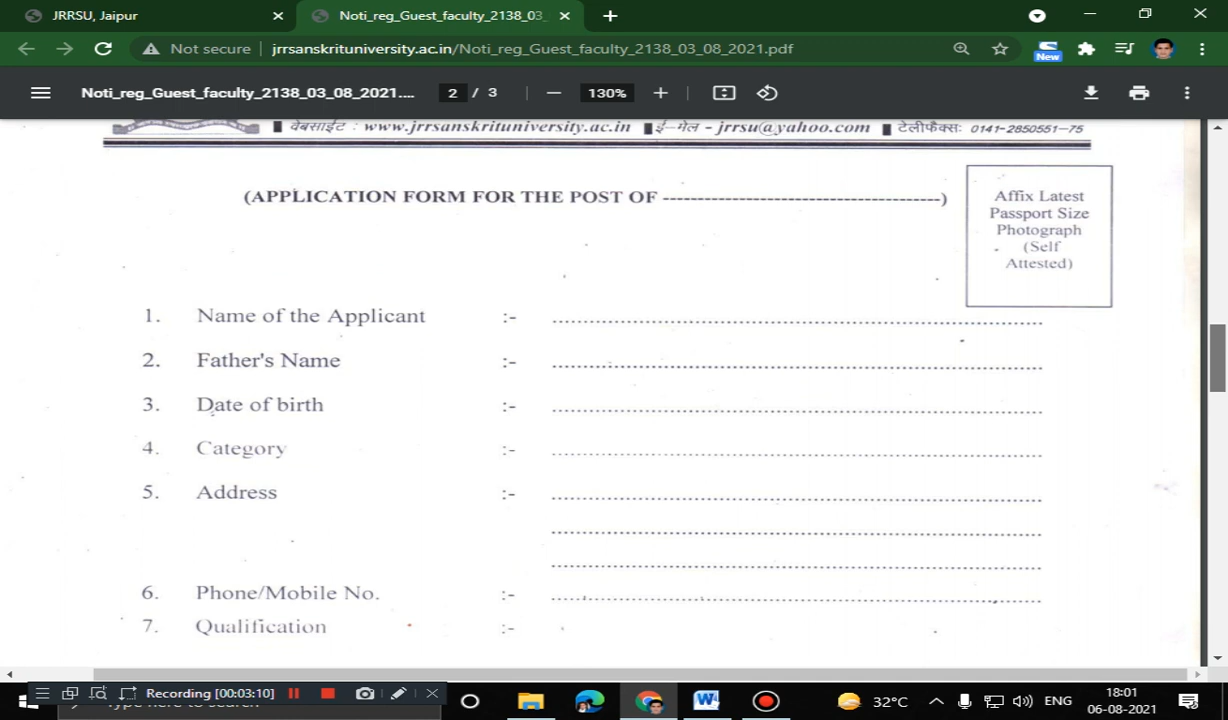 JRRSU, Jaipur
Noti_reg_Guest_faculty_2138_03_
Not secure
jrrsanskrituniversity.ac.in/Noti_reg_Guest_faculty_2138_03_08_2021.pdf
New
Noti_reg_Guest_faculty_2138_03_08_2021....
2 / 3
130%
वेबसाईट : www.jrrsanskrituniversity.ac.in ई-मेल - jrrsu@yahoo.com टेलीफैक्सः 0141-2850551-75
(APPLICATION FORM FOR THE POST OF ----------------------------------------)
Affix Latest
Passport Size
Photograph
(Self
Attested)
1. Name of the Applicant :- ........................................
2. Father's Name :- ........................................
3. Date of birth :- ........................................
4. Category :- ........................................
5. Address :- ........................................
........................................
........................................
6. Phone/Mobile No. :- ........................................
7. Qualification :-
Recording [00:03:10]
Type here to search
32°C
ENG
18:01
06-08-2021